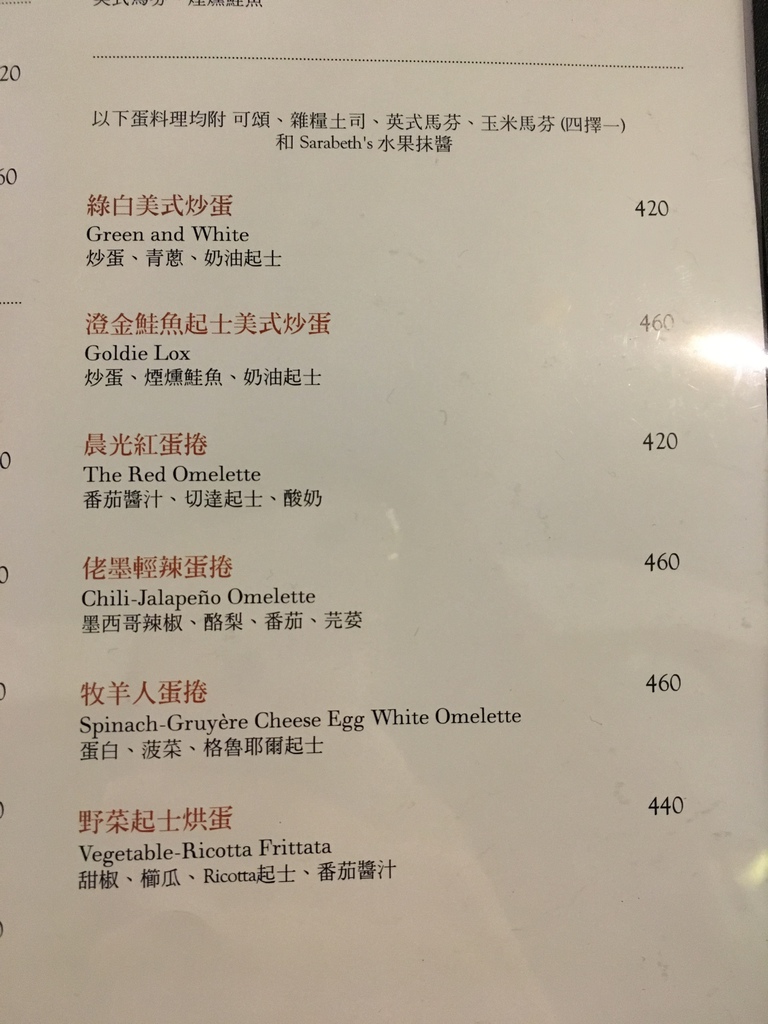 20
60
0
0
0
0
0
以下蛋料理均附 可頌、雜糧土司、英式馬芬、玉米馬芬 (四擇一)
和 Sarabeth's 水果抹醬
綠白美式炒蛋 420
Green and White
炒蛋、青蔥、奶油起士
澄金鮭魚起士美式炒蛋 460
Goldie Lox
炒蛋、煙燻鮭魚、奶油起士
晨光紅蛋捲 420
The Red Omelette
番茄醬汁、切達起士、酸奶
佬墨輕辣蛋捲 460
Chili-Jalapeño Omelette
墨西哥辣椒、酪梨、番茄、芫荽
牧羊人蛋捲 460
Spinach-Gruyère Cheese Egg White Omelette
蛋白、菠菜、格魯耶爾起士
野菜起士烘蛋 440
Vegetable-Ricotta Frittata
甜椒、櫛瓜、Ricotta起士、番茄醬汁